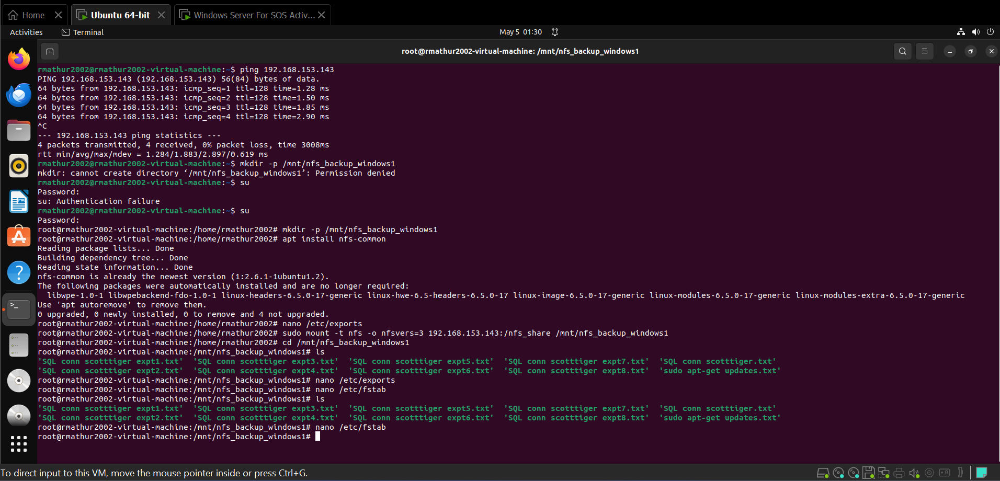 Home
Ubuntu 64-bit
Windows Server For SOS Activ...
Activities
Terminal
May 5 01:30
root@rmathur2002-virtual-machine: /mnt/nfs_backup_windows1
rmathur2002@rmathur2002-virtual-machine:~$ ping 192.168.153.143
PING 192.168.153.143 (192.168.153.143) 56(84) bytes of data.
64 bytes from 192.168.153.143: icmp_seq=1 ttl=128 time=1.28 ms
64 bytes from 192.168.153.143: icmp_seq=2 ttl=128 time=1.50 ms
64 bytes from 192.168.153.143: icmp_seq=3 ttl=128 time=1.85 ms
64 bytes from 192.168.153.143: icmp_seq=4 ttl=128 time=2.90 ms
^C
--- 192.168.153.143 ping statistics ---
4 packets transmitted, 4 received, 0% packet loss, time 3008ms
rtt min/avg/max/mdev = 1.284/1.883/2.897/0.619 ms
rmathur2002@rmathur2002-virtual-machine:~$ mkdir -p /mnt/nfs_backup_windows1
mkdir: cannot create directory ‘/mnt/nfs_backup_windows1’: Permission denied
rmathur2002@rmathur2002-virtual-machine:~$ su
Password:
su: Authentication failure
rmathur2002@rmathur2002-virtual-machine:~$ su
Password:
root@rmathur2002-virtual-machine:/home/rmathur2002# mkdir -p /mnt/nfs_backup_windows1
root@rmathur2002-virtual-machine:/home/rmathur2002# apt install nfs-common
Reading package lists... Done
Building dependency tree... Done
Reading state information... Done
nfs-common is already the newest version (1:2.6.1-1ubuntu1.2).
The following packages were automatically installed and are no longer required:
  libwpe-1.0-1 libwpebackend-fdo-1.0-1 linux-headers-6.5.0-17-generic linux-hwe-6.5-headers-6.5.0-17 linux-image-6.5.0-17-generic linux-modules-6.5.0-17-generic linux-modules-extra-6.5.0-17-generic
Use 'apt autoremove' to remove them.
0 upgraded, 0 newly installed, 0 to remove and 4 not upgraded.
root@rmathur2002-virtual-machine:/home/rmathur2002# nano /etc/exports
root@rmathur2002-virtual-machine:/home/rmathur2002# sudo mount -t nfs -o nfsvers=3 192.168.153.143:/nfs_share /mnt/nfs_backup_windows1
root@rmathur2002-virtual-machine:/home/rmathur2002# cd /mnt/nfs_backup_windows1
root@rmathur2002-virtual-machine:/mnt/nfs_backup_windows1# ls
'SQL conn scotttiger expt1.txt'  'SQL conn scotttiger expt3.txt'  'SQL conn scotttiger expt5.txt'  'SQL conn scotttiger expt7.txt'  'SQL conn scotttiger.txt'
'SQL conn scotttiger expt2.txt'  'SQL conn scotttiger expt4.txt'  'SQL conn scotttiger expt6.txt'  'SQL conn scotttiger expt8.txt'  'sudo apt-get updates.txt'
root@rmathur2002-virtual-machine:/mnt/nfs_backup_windows1# nano /etc/exports
root@rmathur2002-virtual-machine:/mnt/nfs_backup_windows1# nano /etc/fstab
root@rmathur2002-virtual-machine:/mnt/nfs_backup_windows1# ls
'SQL conn scotttiger expt1.txt'  'SQL conn scotttiger expt3.txt'  'SQL conn scotttiger expt5.txt'  'SQL conn scotttiger expt7.txt'  'SQL conn scotttiger.txt'
'SQL conn scotttiger expt2.txt'  'SQL conn scotttiger expt4.txt'  'SQL conn scotttiger expt6.txt'  'SQL conn scotttiger expt8.txt'  'sudo apt-get updates.txt'
root@rmathur2002-virtual-machine:/mnt/nfs_backup_windows1# nano /etc/fstab
root@rmathur2002-virtual-machine:/mnt/nfs_backup_windows1#
To direct input to this VM, move the mouse pointer inside or press Ctrl+G.